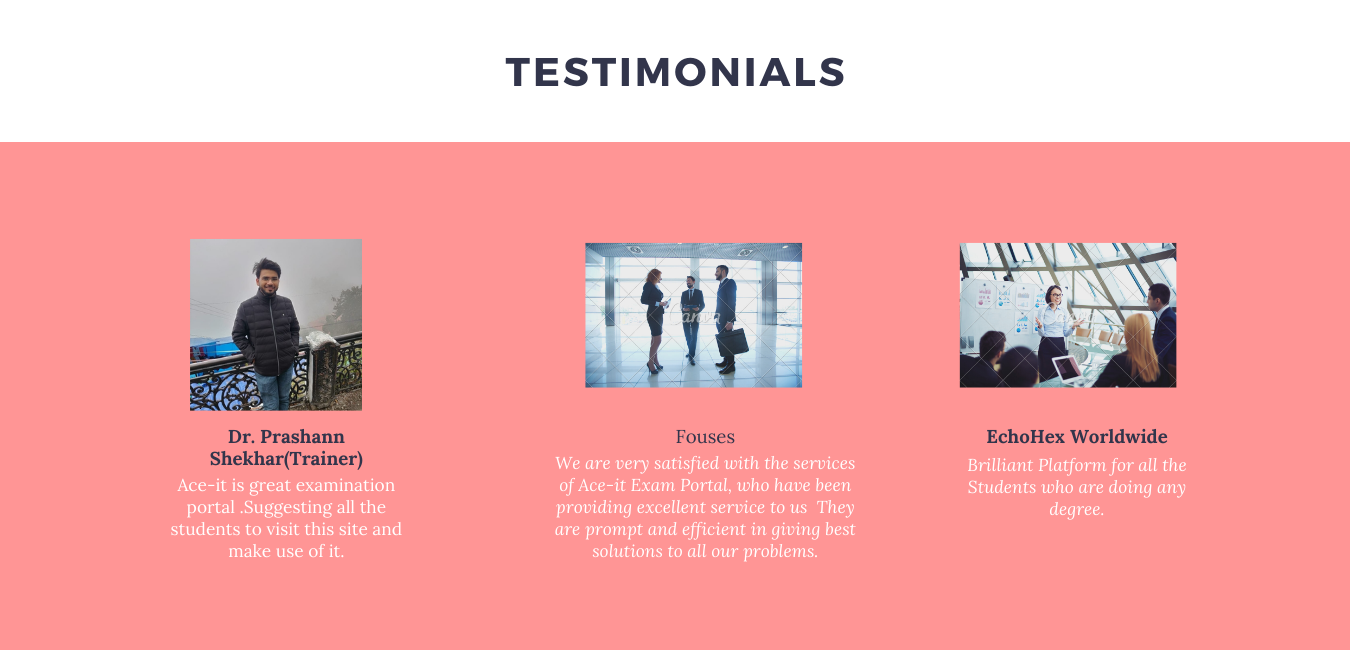 TESTIMONIALS
Dr. Prashann
Shekhar(Trainer)
Ace-it is great examination
portal .Suggesting all the
students to visit this site and
make use of it.
Fouses
We are very satisfied with the services
of Ace-it Exam Portal, who have been
providing excellent service to us  They
are prompt and efficient in giving best
solutions to all our problems.
EchoHex Worldwide
Brilliant Platform for all the
Students who are doing any
degree.